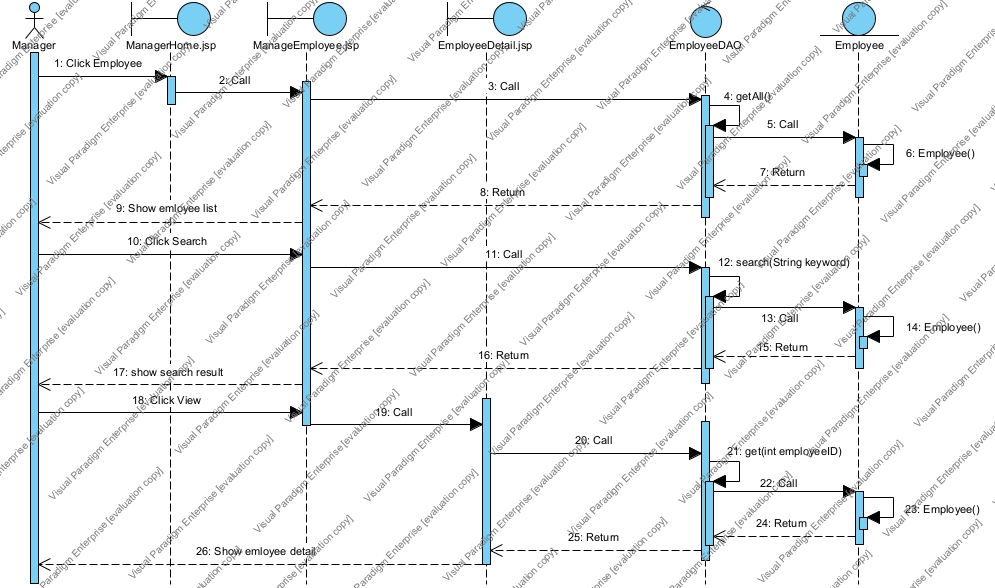 Manager
ManagerHome.jsp
ManageEmployee.jsp
EmployeeDetail.jsp
EmployeeDAO
Employee
1: Click Employee
2: Call
3: Call
4: getAll()
5: Call
6: Employee()
7: Return
8: Return
9: Show emloyee list
10: Click Search
11: Call
12: search(String keyword)
13: Call
14: Employee()
15: Return
16: Return
17: show search result
18: Click View
19: Call
20: Call
21: get(int employeeID)
22: Call
23: Employee()
24: Return
25: Return
26: Show emloyee detail
Visual Paradigm Enterprise [evaluation copy]